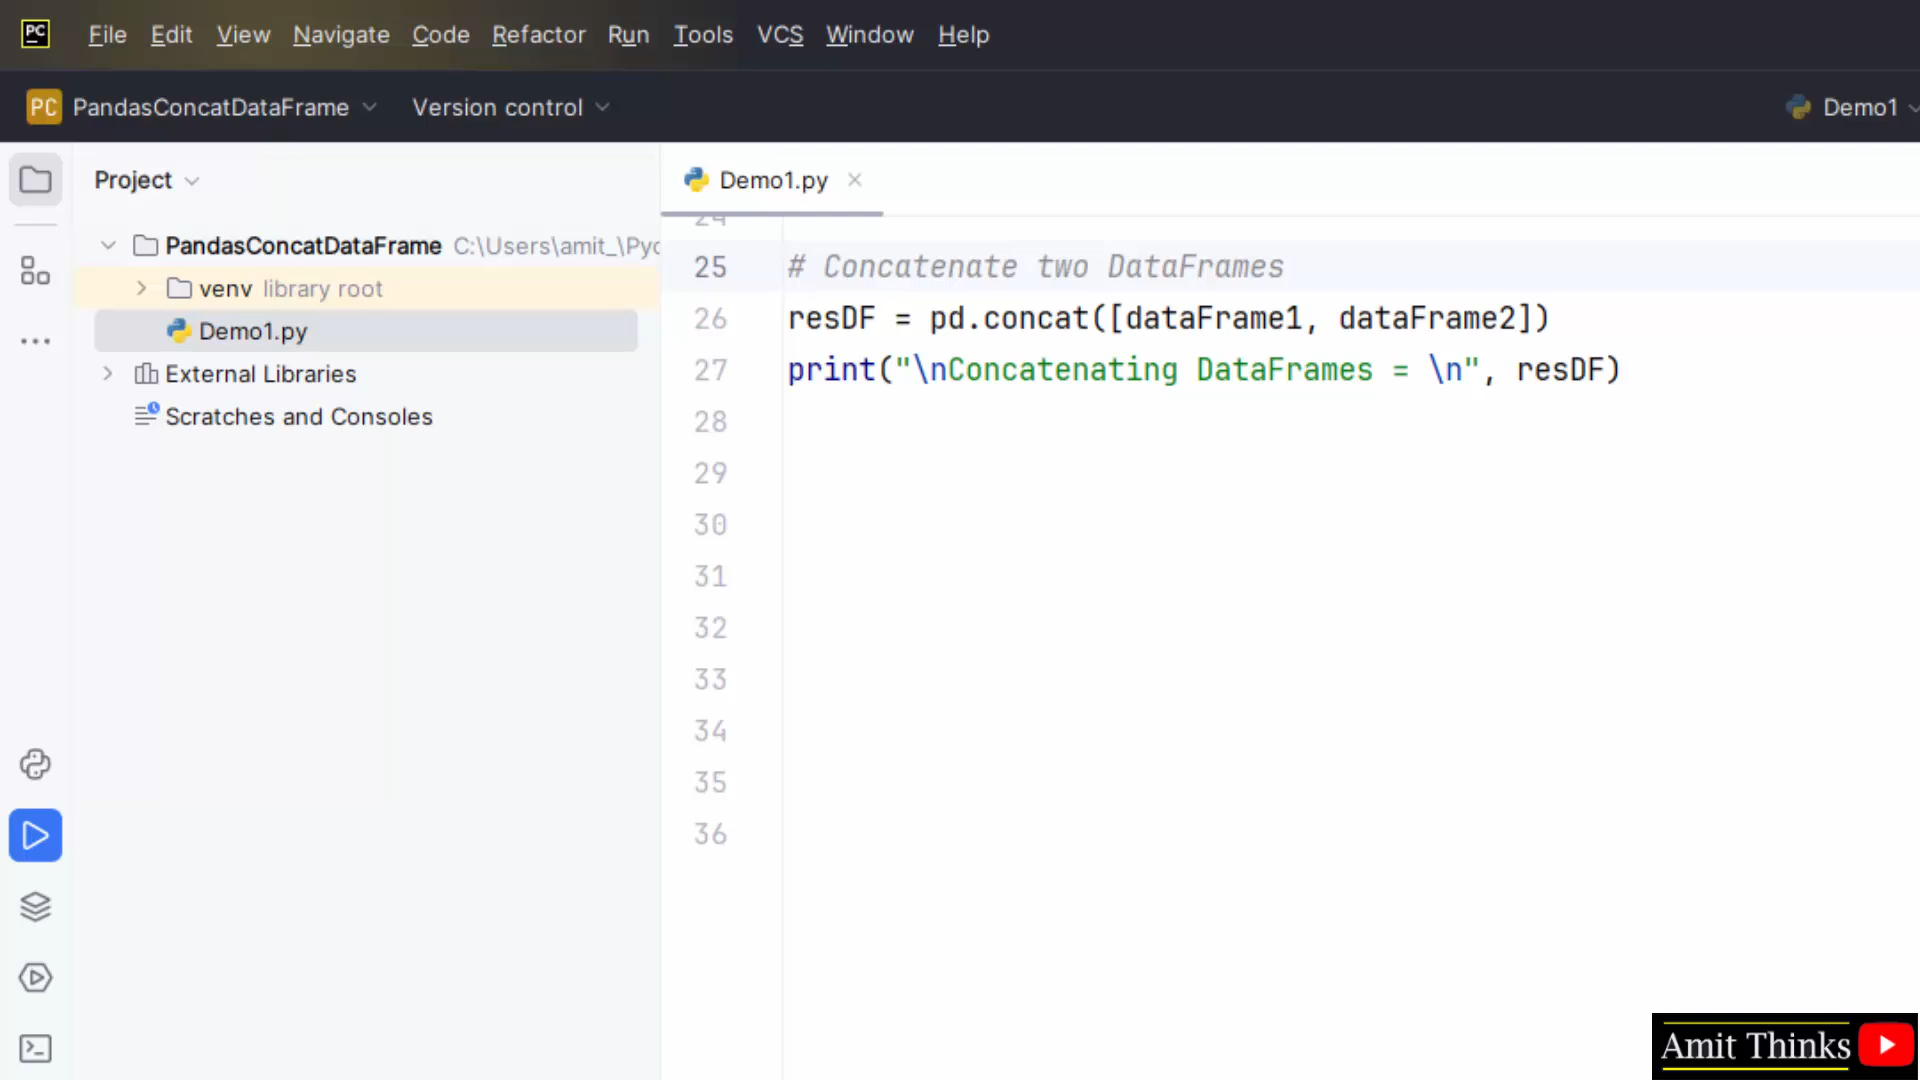 PC File Edit View Navigate Code Refactor Run Tools VCS Window Help
PC PandasConcatDataFrame Version control Demo1
Project
Demo1.py
PandasConcatDataFrame C:\Users\amit_\Pyc
venv library root
Demo1.py
External Libraries
Scratches and Consoles
24
25 # Concatenate two DataFrames
26 resDF = pd.concat([dataFrame1, dataFrame2])
27 print("\nConcatenating DataFrames = \n", resDF)
28
29
30
31
32
33
34
35
36
Amit Thinks